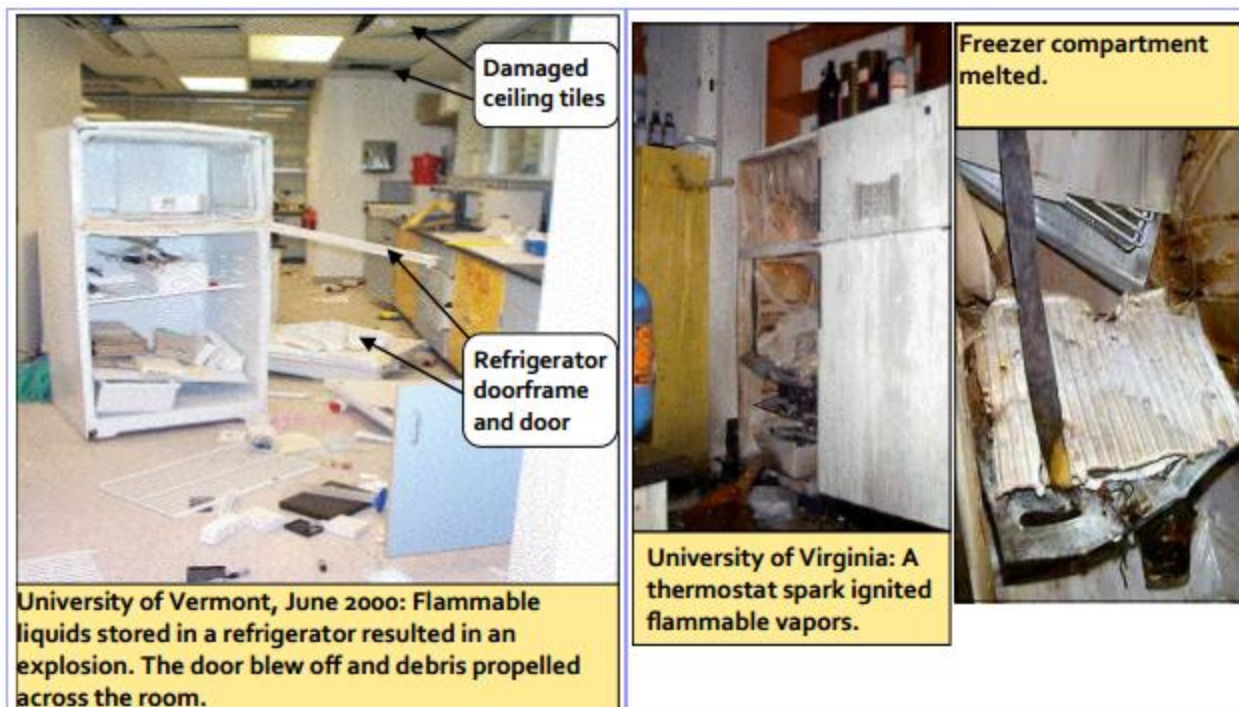 Damaged
ceiling tiles
Refrigerator
doorframe
and door
University of Vermont, June 2000: Flammable
liquids stored in a refrigerator resulted in an
explosion. The door blew off and debris propelled
across the room.
University of Virginia: A
thermostat spark ignited
flammable vapors.
Freezer compartment
melted.